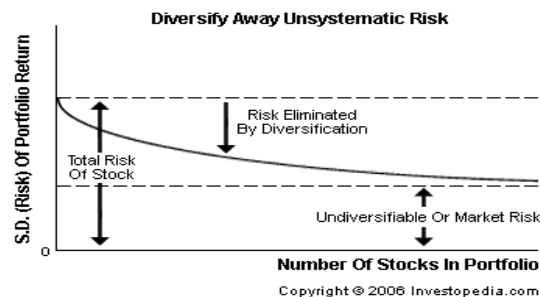 Diversify Away Unsystematic Risk
S.D. (Risk) Of Portfolio Return
Risk Eliminated
By Diversification
Total Risk
Of Stock
Undiversifiable Or Market Risk
0
Number Of Stocks In Portfolio
Copyright © 2006 Investopedia.com